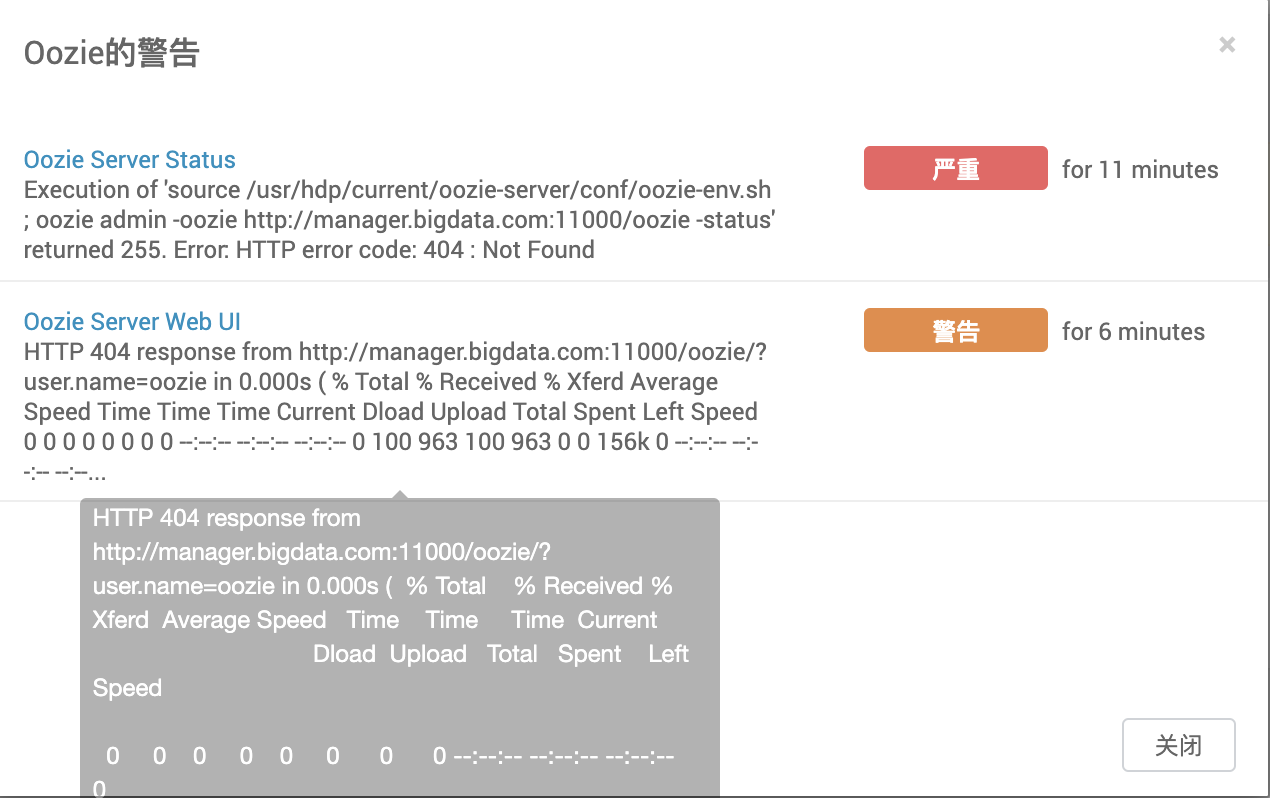 Oozie的警告
×
Oozie Server Status
严重 for 11 minutes
Execution of 'source /usr/hdp/current/oozie-server/conf/oozie-env.sh
; oozie admin -oozie http://manager.bigdata.com:11000/oozie -status'
returned 255. Error: HTTP error code: 404 : Not Found
Oozie Server Web UI
警告 for 6 minutes
HTTP 404 response from http://manager.bigdata.com:11000/oozie/?
user.name=oozie in 0.000s ( % Total % Received % Xferd Average
Speed Time Time Time Current Dload Upload Total Spent Left Speed
0 0 0 0 0 0 0 0 --:--:-- --:--:-- --:--:-- 0 100 963 100 963 0 0 156k 0 --:--:-- --:-
-:-- --:--...
HTTP 404 response from
http://manager.bigdata.com:11000/oozie/?
user.name=oozie in 0.000s (  % Total    % Received %
Xferd  Average Speed   Time    Time     Time  Current
Dload  Upload   Total   Spent    Left
Speed
0     0    0     0    0     0      0      0 --:--:-- --:--:-- --:--:--
0
关闭